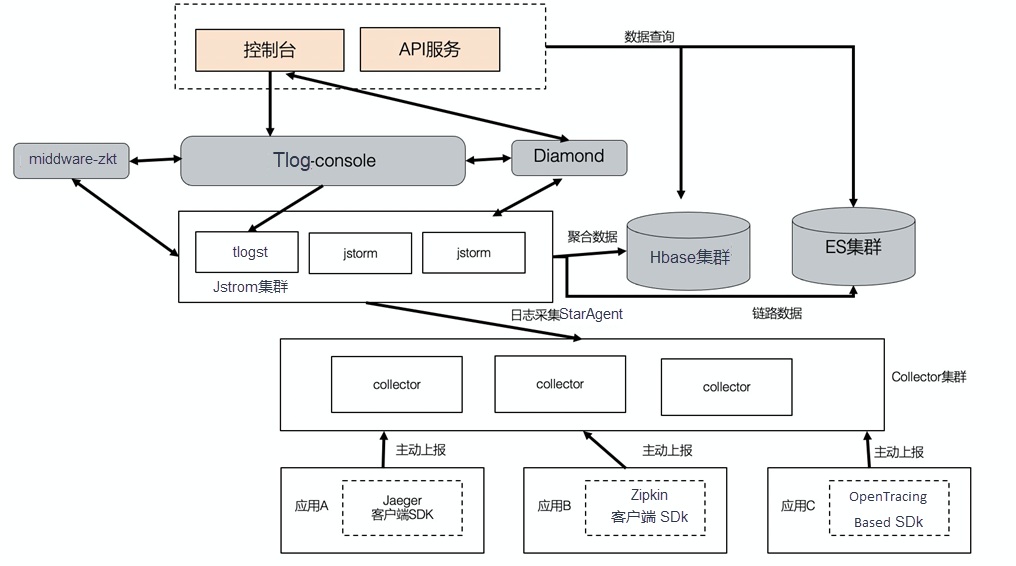 控制台
API服务
数据查询
middware-zkt
Tlog-console
Diamond
tlogst
jstorm
jstorm
Jstrom集群
聚合数据
Hbase集群
ES集群
链路数据
日志采集StarAgent
collector
collector
collector
Collector集群
主动上报
主动上报
主动上报
应用A
Jaeger
客户端SDK
应用B
Zipkin
客户端 SDk
应用C
OpenTracing
Based SDk